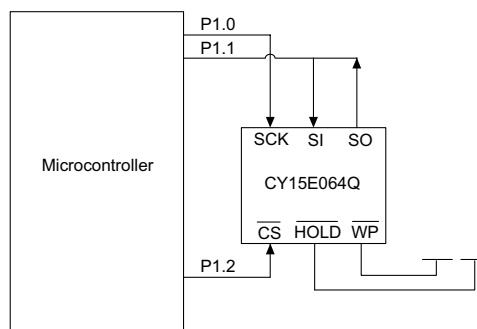 P1.0
P1.1
SCK SI SO
Microcontroller
CY15E064Q
CS HOLD WP
P1.2